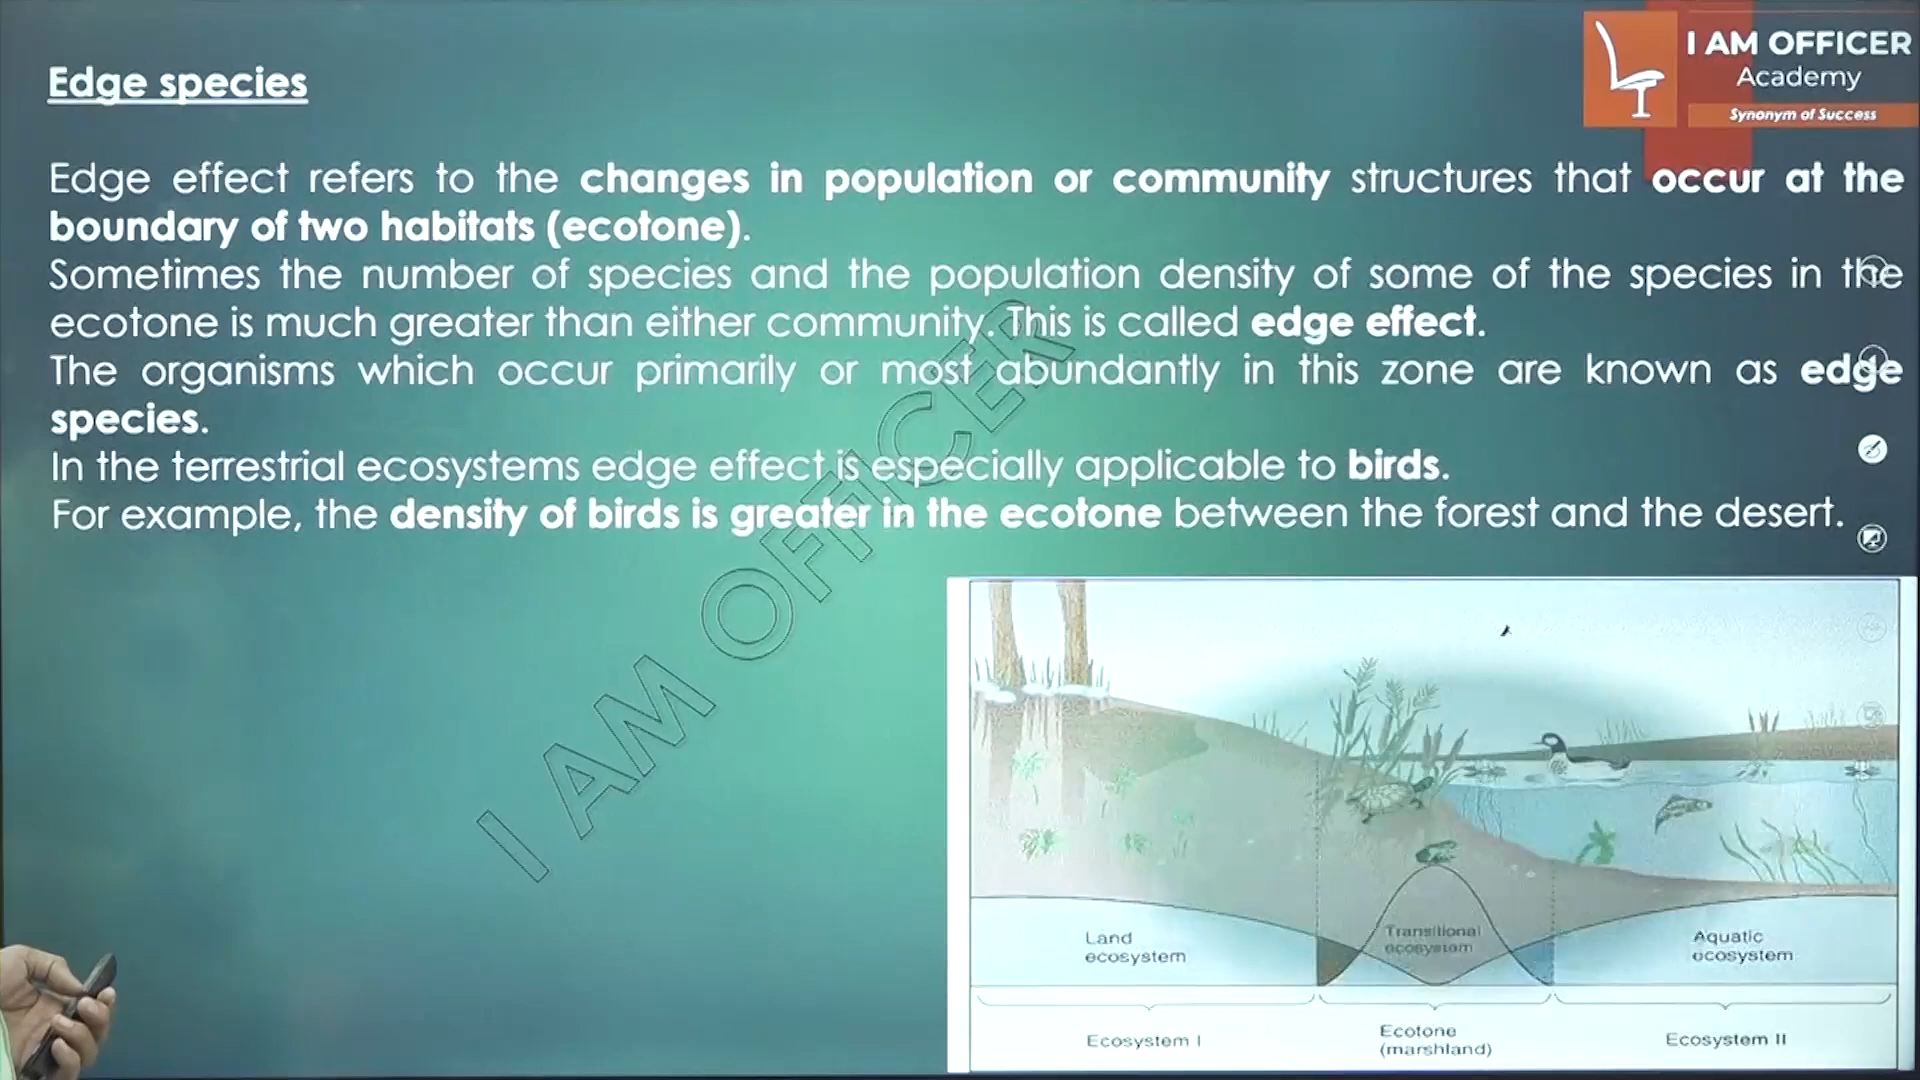 I AM OFFICER
Academy
Synonym of Success
Edge species
Edge effect refers to the changes in population or community structures that occur at the
boundary of two habitats (ecotone).
Sometimes the number of species and the population density of some of the species in the
ecotone is much greater than either community. This is called edge effect.
The organisms which occur primarily or most abundantly in this zone are known as edge
species.
In the terrestrial ecosystems edge effect is especially applicable to birds.
For example, the density of birds is greater in the ecotone between the forest and the desert.
I AM OFFICER
Land
ecosystem
Transitional
ecosystem
Aquatic
ecosystem
Ecosystem I
Ecotone
(marshland)
Ecosystem II